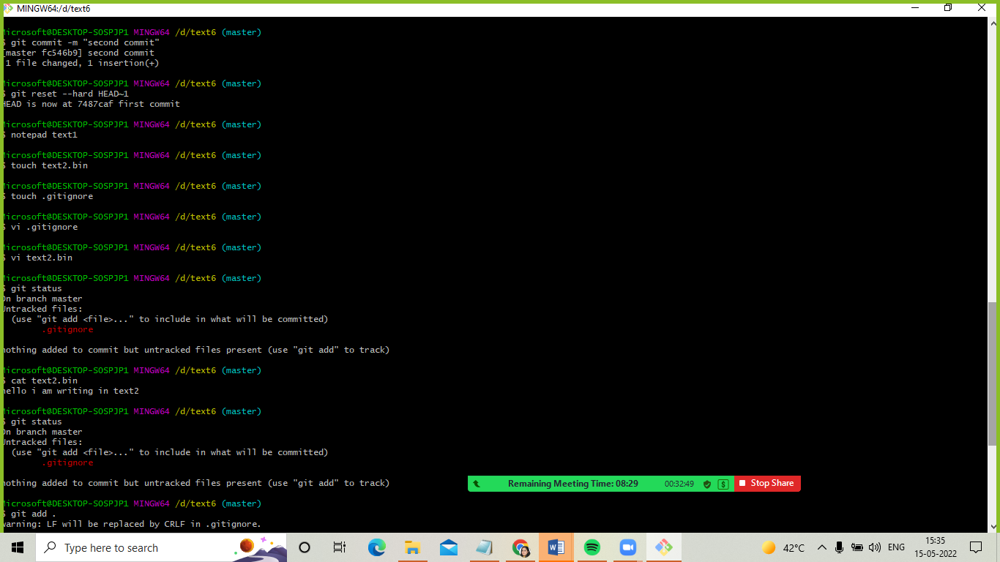 MINGW64:/d/text6
Microsoft@DESKTOP-SOSPJP1 MINGW64 /d/text6 (master)
$ git commit -m "second commit"
[master fc546b9] second commit
1 file changed, 1 insertion(+)
Microsoft@DESKTOP-SOSPJP1 MINGW64 /d/text6 (master)
$ git reset --hard HEAD~1
HEAD is now at 7487caf first commit
Microsoft@DESKTOP-SOSPJP1 MINGW64 /d/text6 (master)
$ notepad text1
Microsoft@DESKTOP-SOSPJP1 MINGW64 /d/text6 (master)
$ touch text2.bin
Microsoft@DESKTOP-SOSPJP1 MINGW64 /d/text6 (master)
$ touch .gitignore
Microsoft@DESKTOP-SOSPJP1 MINGW64 /d/text6 (master)
$ vi .gitignore
Microsoft@DESKTOP-SOSPJP1 MINGW64 /d/text6 (master)
$ vi text2.bin
Microsoft@DESKTOP-SOSPJP1 MINGW64 /d/text6 (master)
$ git status
On branch master
Untracked files:
(use "git add <file>..." to include in what will be committed)
.gitignore
nothing added to commit but untracked files present (use "git add" to track)
Microsoft@DESKTOP-SOSPJP1 MINGW64 /d/text6 (master)
$ cat text2.bin
hello i am writing in text2
Microsoft@DESKTOP-SOSPJP1 MINGW64 /d/text6 (master)
$ git status
On branch master
Untracked files:
(use "git add <file>..." to include in what will be committed)
.gitignore
nothing added to commit but untracked files present (use "git add" to track)
Remaining Meeting Time: 08:29 00:32:49 $ Stop Share
Microsoft@DESKTOP-SOSPJP1 MINGW64 /d/text6 (master)
$ git add .
warning: LF will be replaced by CRLF in .gitignore.
Type here to search
42°C
ENG
15:35
15-05-2022